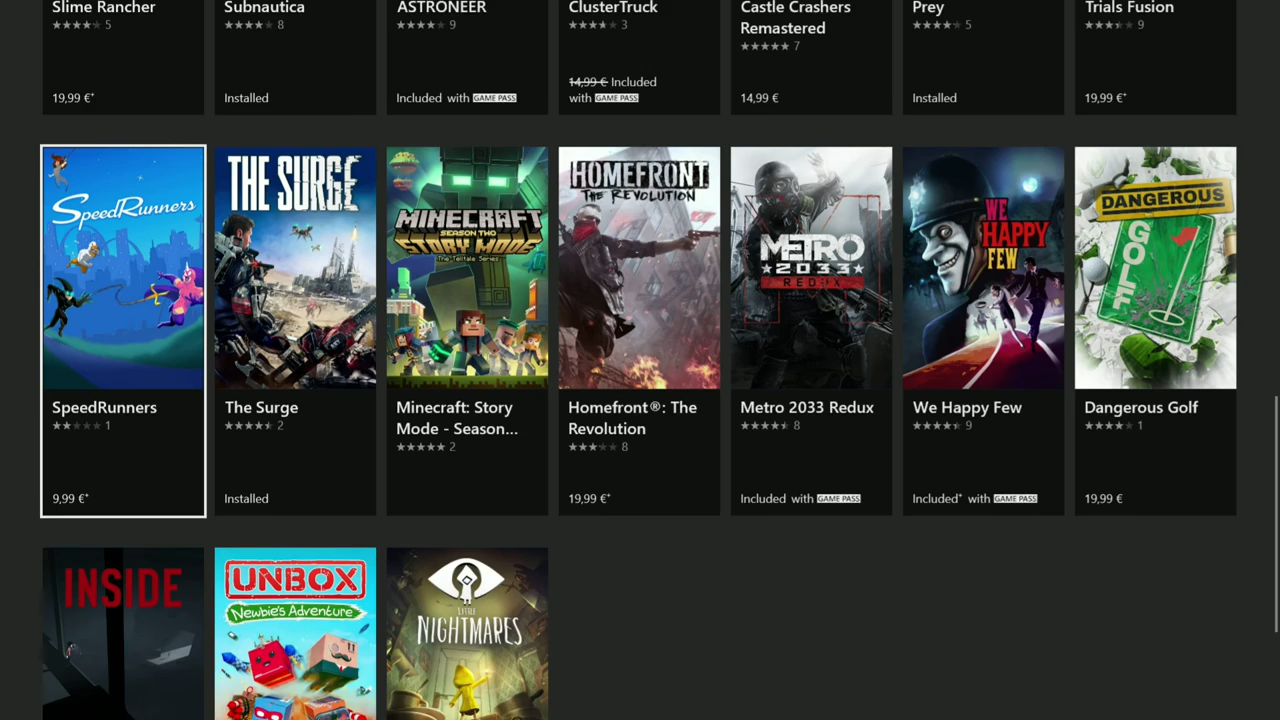 Slime Rancher
5
19,99 €*
Subnautica
8
Installed
ASTRONEER
9
Included with GAME PASS
ClusterTruck
3
14,99 € Included
with GAME PASS
Castle Crashers
Remastered
7
14,99 €
Prey
5
Installed
Trials Fusion
9
19,99 €*
SpeedRunners
SpeedRunners
1
9,99 €*
THE SURGE
The Surge
2
Installed
MINECRAFT
SEASON TWO
STORY MODE
The Telltale Series
Minecraft: Story
Mode - Season...
2
HOMEFRONT
THE REVOLUTION
Homefront®: The
Revolution
8
19,99 €*
METRO
2033
REDUX
Metro 2033 Redux
8
Included with GAME PASS
WE
HAPPY
FEW
We Happy Few
9
Included* with GAME PASS
DANGEROUS
GOLF
Dangerous Golf
1
19,99 €
INSIDE
UNBOX
Newbie's Adventure
LITTLE
NIGHTMARES